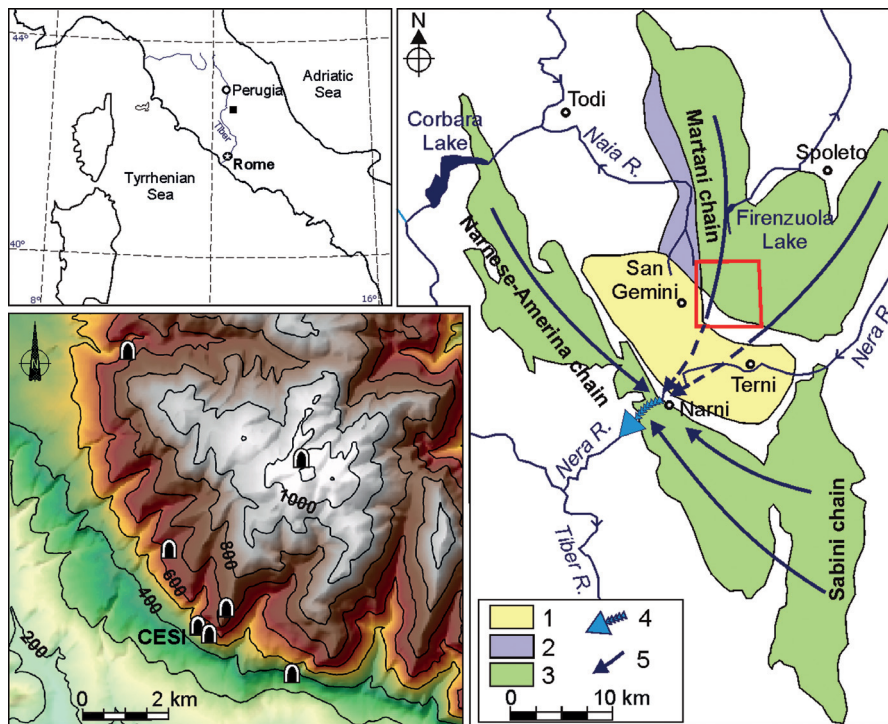 44°
Perugia
Adriatic
Sea
Tiber
Rome
Tyrrhenian
Sea
40°
8°
16°
N
Todi
Corbara
Lake
Naia R.
Martani chain
Spoleto
Firenzuola
Lake
Narnese-Amerina chain
San
Gemini
Nera R.
Terni
Narni
Nera R.
Tiber R.
Sabini chain
1
2
3
4
5
0 10 km
1000
800
600
400
CESI
200
0 2 km